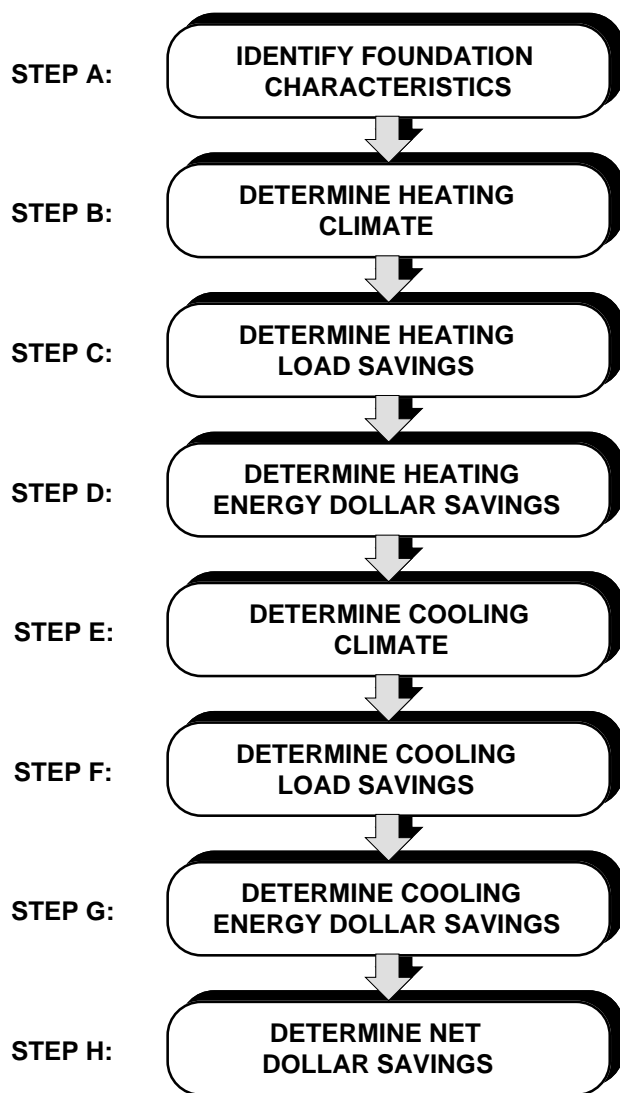 STEP A:
IDENTIFY FOUNDATION
CHARACTERISTICS
STEP B:
DETERMINE HEATING
CLIMATE
STEP C:
DETERMINE HEATING
LOAD SAVINGS
STEP D:
DETERMINE HEATING
ENERGY DOLLAR SAVINGS
STEP E:
DETERMINE COOLING
CLIMATE
STEP F:
DETERMINE COOLING
LOAD SAVINGS
STEP G:
DETERMINE COOLING
ENERGY DOLLAR SAVINGS
STEP H:
DETERMINE NET
DOLLAR SAVINGS